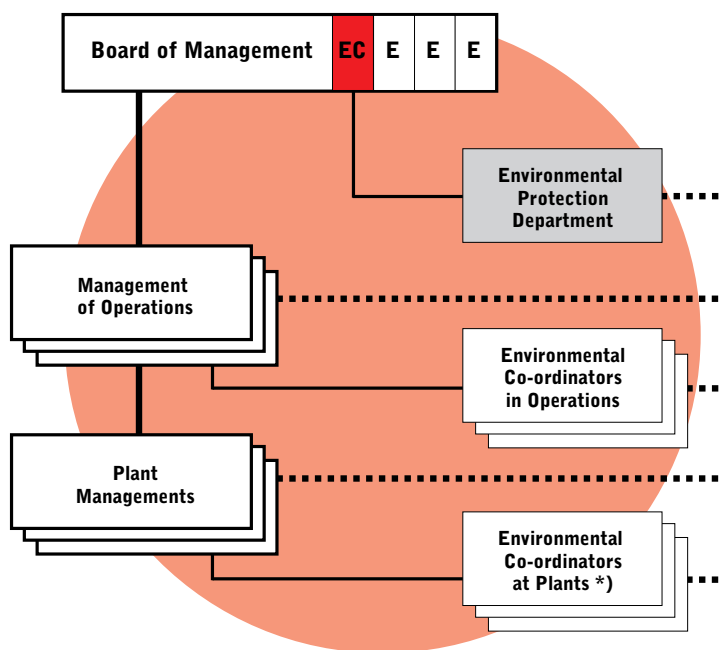 Board of Management EC E E E
Environmental
Protection
Department
Management
of Operations
Environmental
Co-ordinators
in Operations
Plant
Managements
Environmental
Co-ordinators
at Plants *)